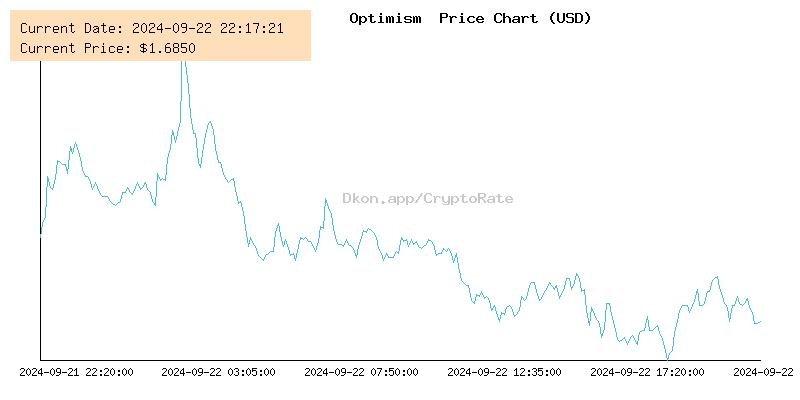 Optimism Price Chart (USD)
Current Date: 2024-09-22 22:17:21
Current Price: $1.6850
Dkon.app/CryptoRate
2024-09-21 22:20:00 2024-09-22 03:05:00 2024-09-22 07:50:00 2024-09-22 12:35:00 2024-09-22 17:20:00 2024-09-22